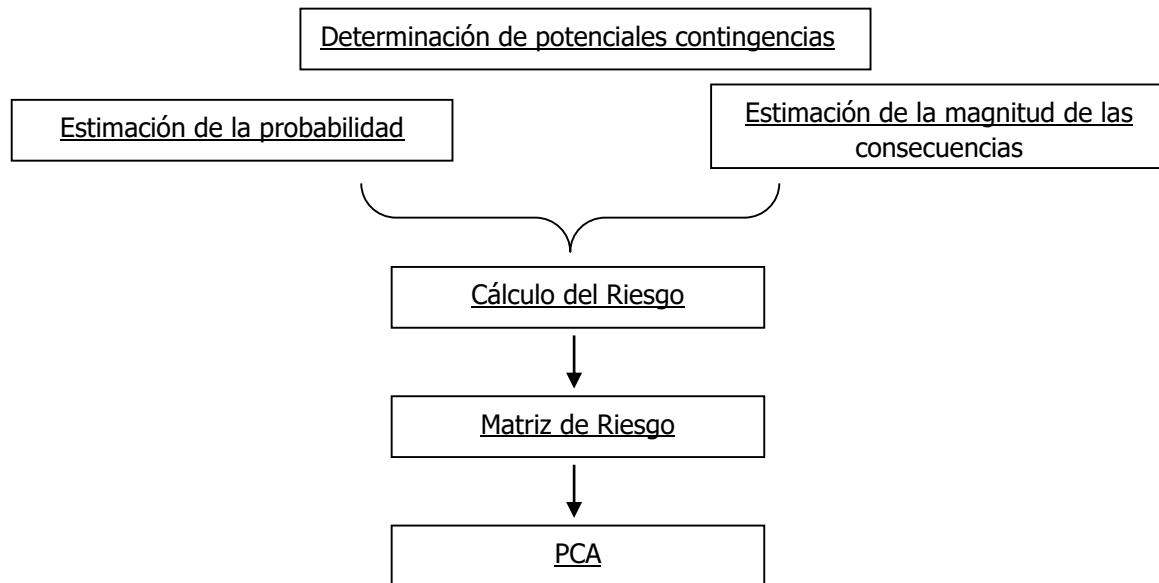 Determinación de potenciales contingencias
Estimación de la probabilidad
Estimación de la magnitud de las
consecuencias
Cálculo del Riesgo
Matriz de Riesgo
PCA